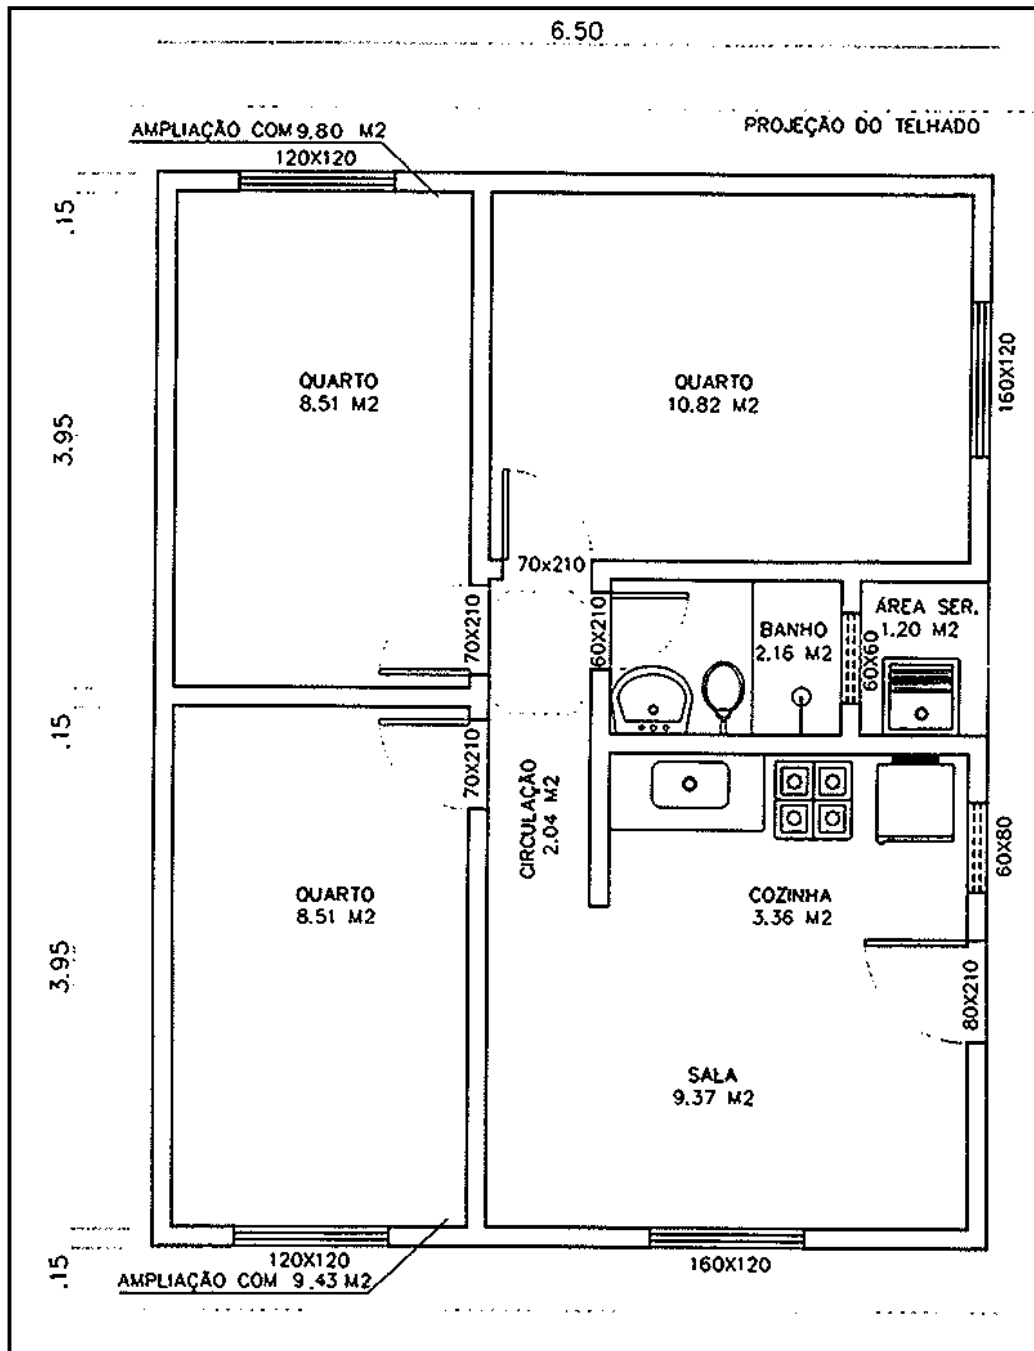 6.50
PROJEÇÃO DO TELHADO
AMPLIAÇÃO COM 9.80 M2
120X120
.15
QUARTO
8.51 M2
QUARTO
10.82 M2
160X120
3.95
70x210
70X210
60X210
BANHO
2.16 M2
60X60
ÁREA SER.
1.20 M2
.15
70X210
CIRCULAÇÃO
2.04 M2
60X80
QUARTO
8.51 M2
COZINHA
3.36 M2
3.95
80X210
SALA
9.37 M2
.15
120X120
160X120
AMPLIAÇÃO COM 9.43 M2